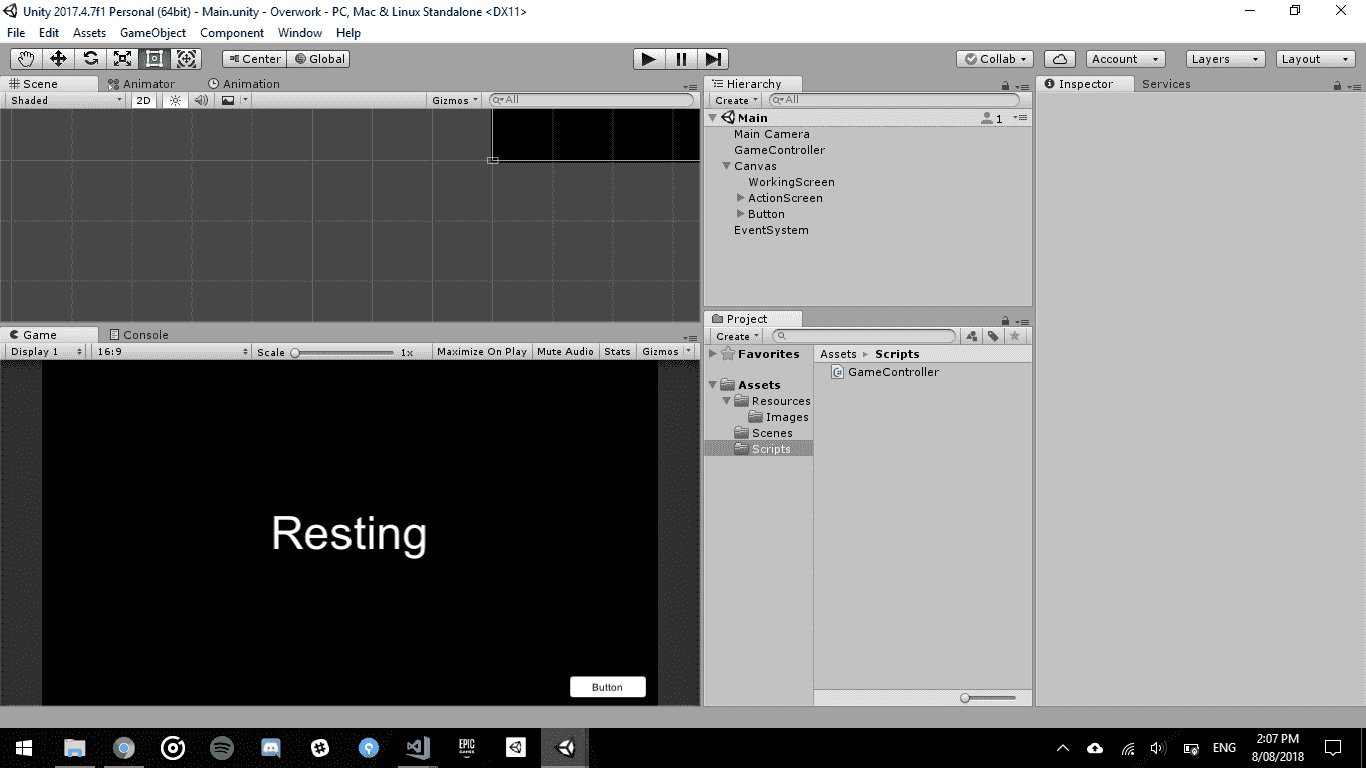 Unity 2017.4.7f1 Personal (64bit) - Main.unity - Overwork - PC, Mac & Linux Standalone <DX11>
File Edit Assets GameObject Component Window Help
Center Global Collab Account Layers Layout
Scene Animator Animation
Shaded 2D Gizmos All
Hierarchy
Create All
Main 1
Main Camera
GameController
Canvas
WorkingScreen
ActionScreen
Button
EventSystem
Inspector Services
Game Console
Display 1 16:9 Scale 1x Maximize On Play Mute Audio Stats Gizmos
Resting
Button
Project
Create
Favorites
Assets
Resources
Images
Scenes
Scripts
Assets Scripts
C# GameController
EPIC
GAMES
ENG
2:07 PM
8/08/2018